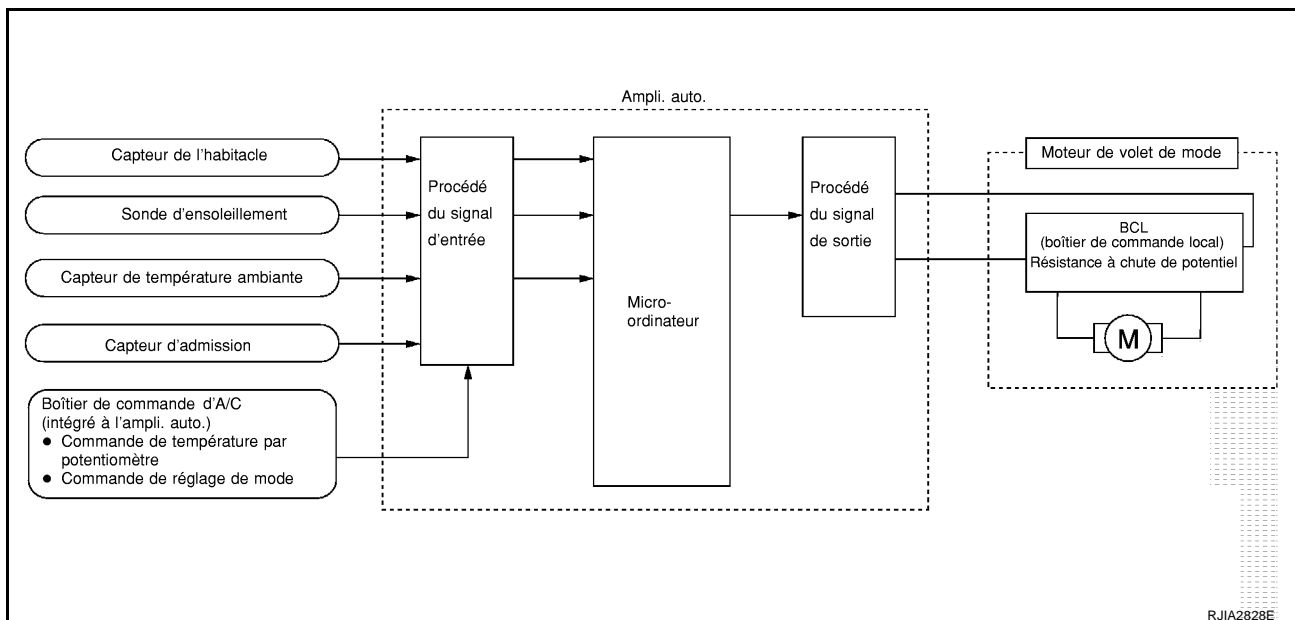 Ampli. auto.
Capteur de l'habitacle
Sonde d'ensoleillement
Capteur de température ambiante
Capteur d'admission
Boîtier de commande d'A/C
(intégré à l'ampli. auto.)
● Commande de température par
potentiomètre
● Commande de réglage de mode
Procédé
du signal
d'entrée
Micro-
ordinateur
Procédé
du signal
de sortie
Moteur de volet de mode
BCL
(boîtier de commande local)
Résistance à chute de potentiel
M
RJIA2828E